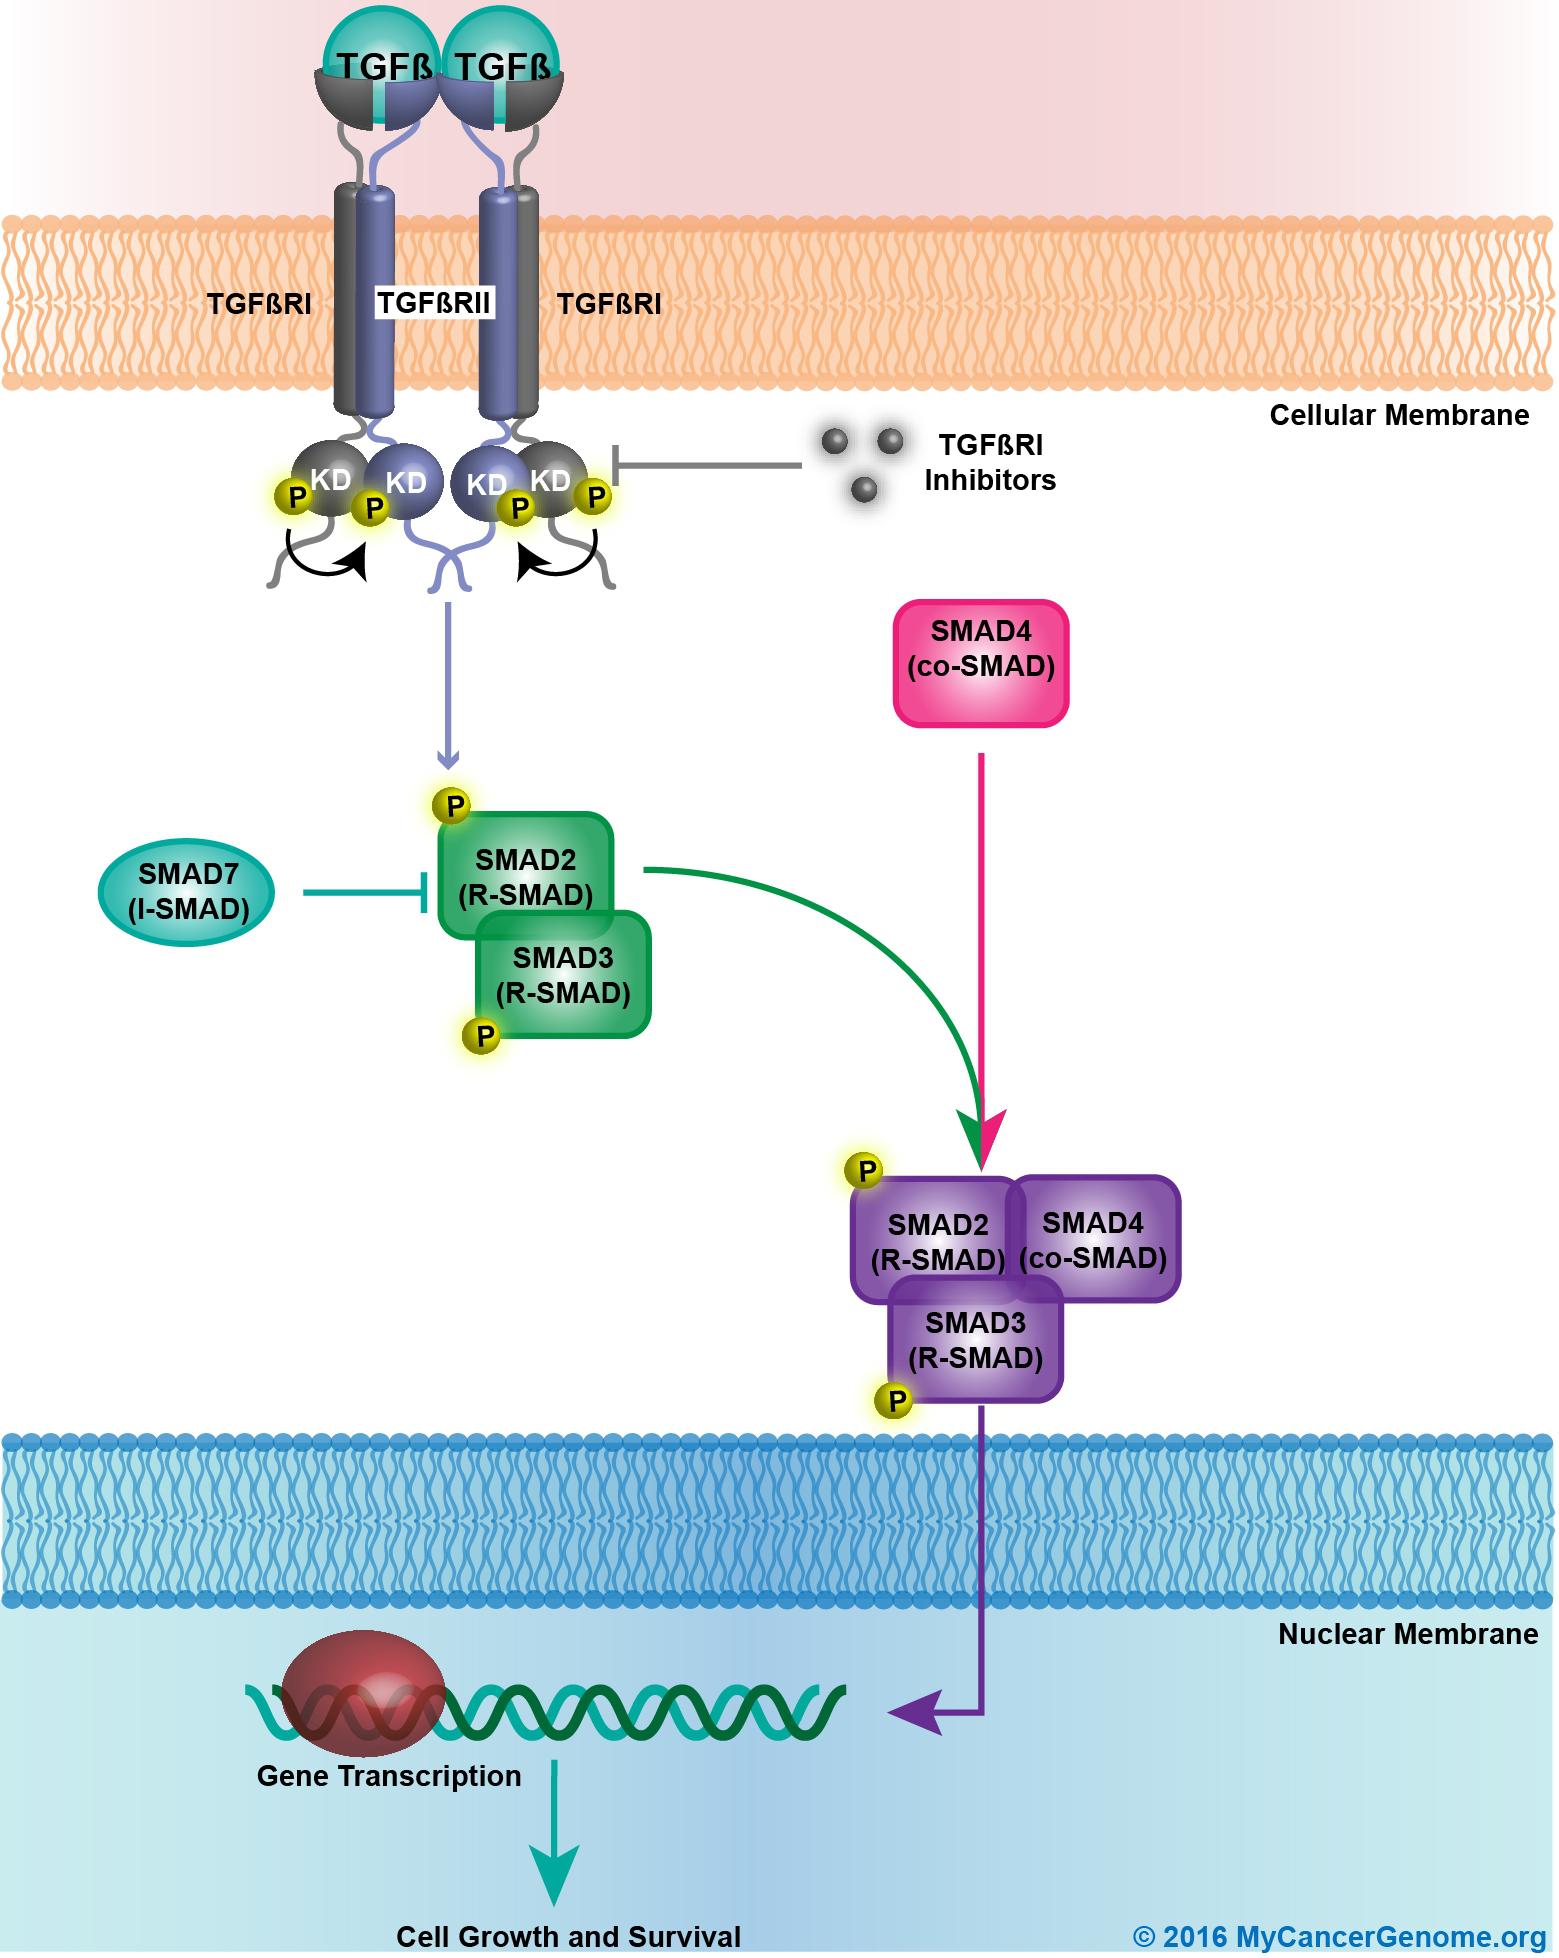 TGFß TGFß
TGFßRI TGFßRII TGFßRI
Cellular Membrane
TGFßRI
Inhibitors
KD KD KD KD
P P P P
SMAD4
(co-SMAD)
P
SMAD2
(R-SMAD)
SMAD7
(I-SMAD)
SMAD3
(R-SMAD)
P
P
SMAD2
(R-SMAD)
SMAD4
(co-SMAD)
SMAD3
(R-SMAD)
P
Nuclear Membrane
Gene Transcription
Cell Growth and Survival
© 2016 MyCancerGenome.org